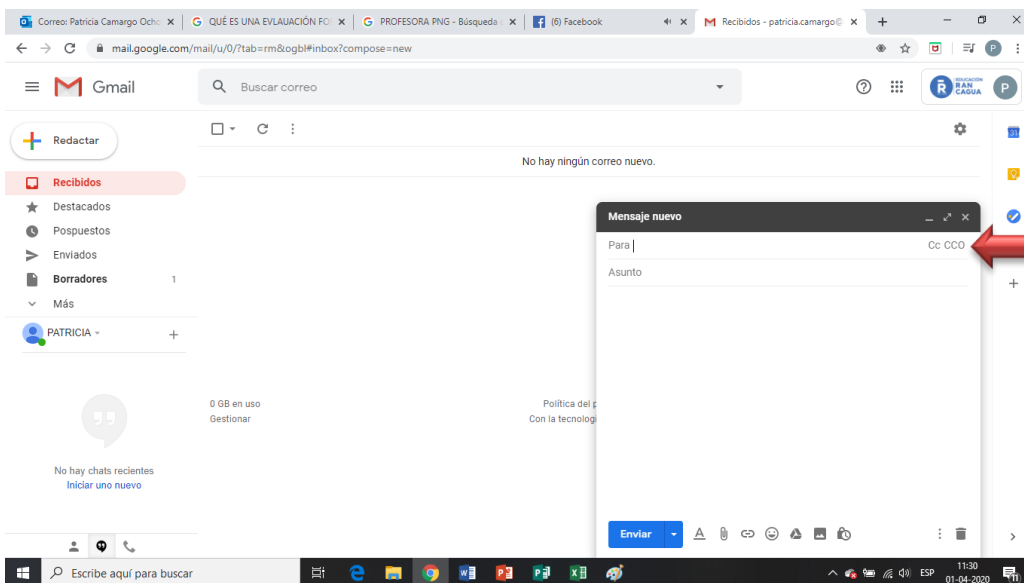 Correo: Patricia Camargo Ocho
QUÉ ES UNA EVLAUACIÓN FO
PROFESORA PNG - Búsqueda
(6) Facebook
Recibidos - patricia.camargo@
mail.google.com/mail/u/0/?tab=rm&ogbl#inbox?compose=new
P
Gmail
Buscar correo
EDUCACIÓN
RAN
CAGUA
P
Redactar
No hay ningún correo nuevo.
Recibidos
Destacados
Pospuestos
Enviados
Borradores 1
Más
PATRICIA
Mensaje nuevo
Para
Cc CCO
Asunto
31
0 GB en uso
Gestionar
Política del
Con la tecnolog
No hay chats recientes
Iniciar uno nuevo
Enviar
Escribe aquí para buscar
ESP
11:30
01-04-2020